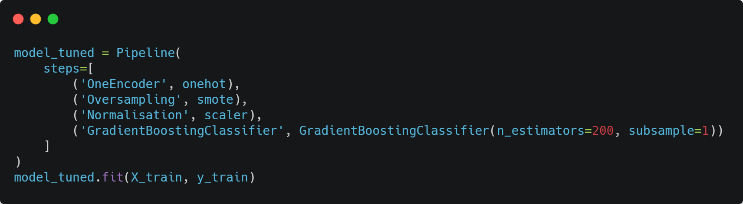 model_tuned = Pipeline(
    steps=[
        ('OneEncoder', onehot),
        ('Oversampling', smote),
        ('Normalisation', scaler),
        ('GradientBoostingClassifier', GradientBoostingClassifier(n_estimators=200, subsample=1))
    ]
)
model_tuned.fit(X_train, y_train)